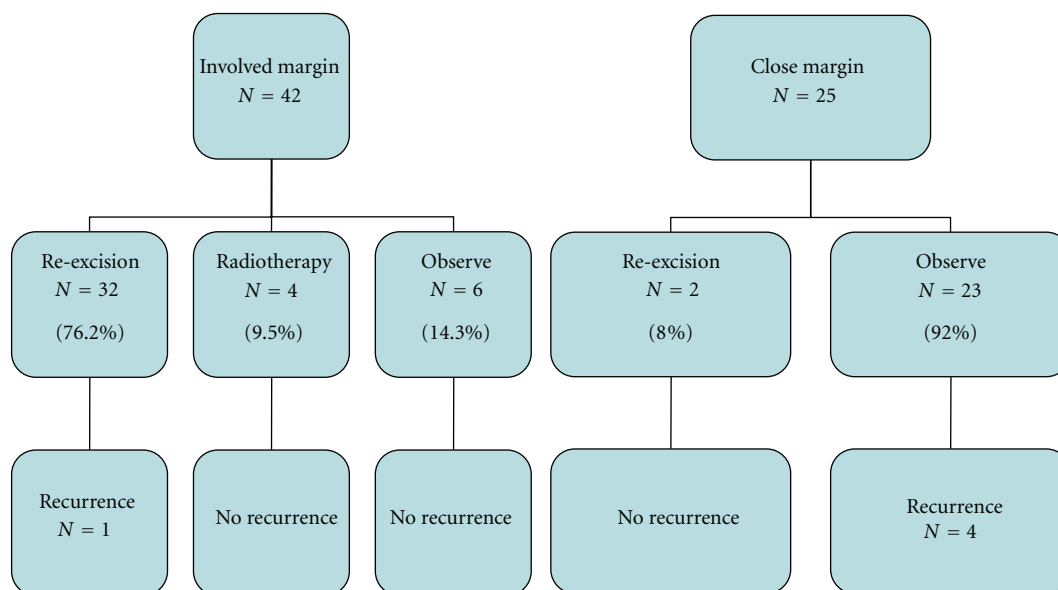 Involved margin
N = 42
Close margin
N = 25
Re-excision
N = 32
(76.2%)
Radiotherapy
N = 4
(9.5%)
Observe
N = 6
(14.3%)
Re-excision
N = 2
(8%)
Observe
N = 23
(92%)
Recurrence
N = 1
No recurrence
No recurrence
No recurrence
Recurrence
N = 4